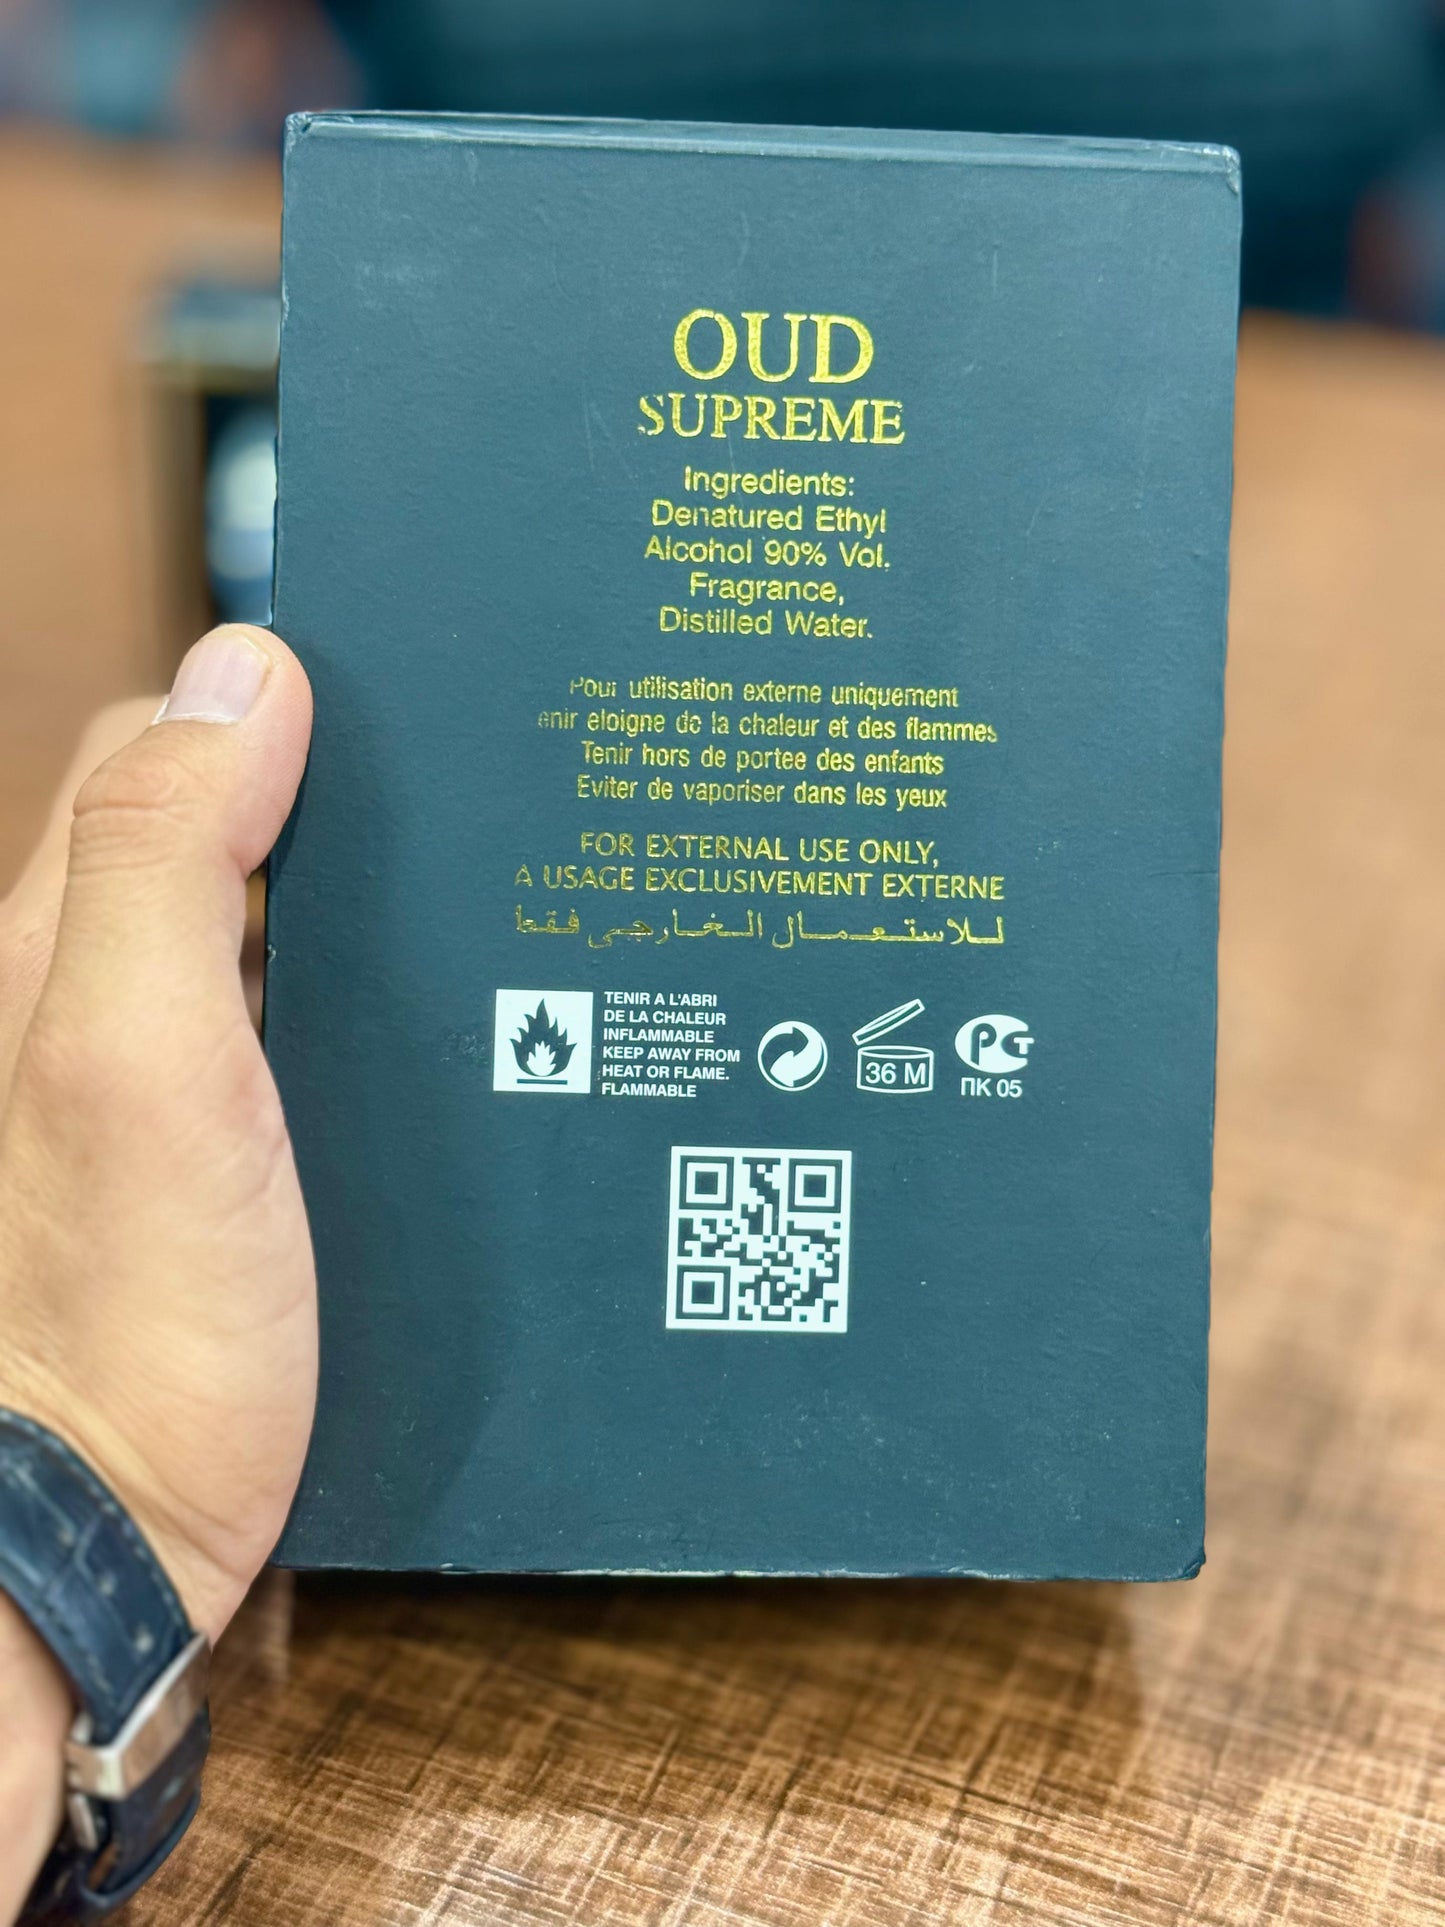 OUD
SUPREME
Ingredients:
Denatured Ethyl
Alcohol 90% Vol.
Fragrance,
Distilled Water.
Pour utilisation externe uniquement
enir eloigne de la chaleur et des flammes
Tenir hors de portee des enfants
Eviter de vaporiser dans les yeux
FOR EXTERNAL USE ONLY,
A USAGE EXCLUSIVEMENT EXTERNE
للاستعمال الخارجي فقط
TENIR A L'ABRI
DE LA CHALEUR
INFLAMMABLE
KEEP AWAY FROM
HEAT OR FLAME.
FLAMMABLE
36 M
РСТ
ПК 05